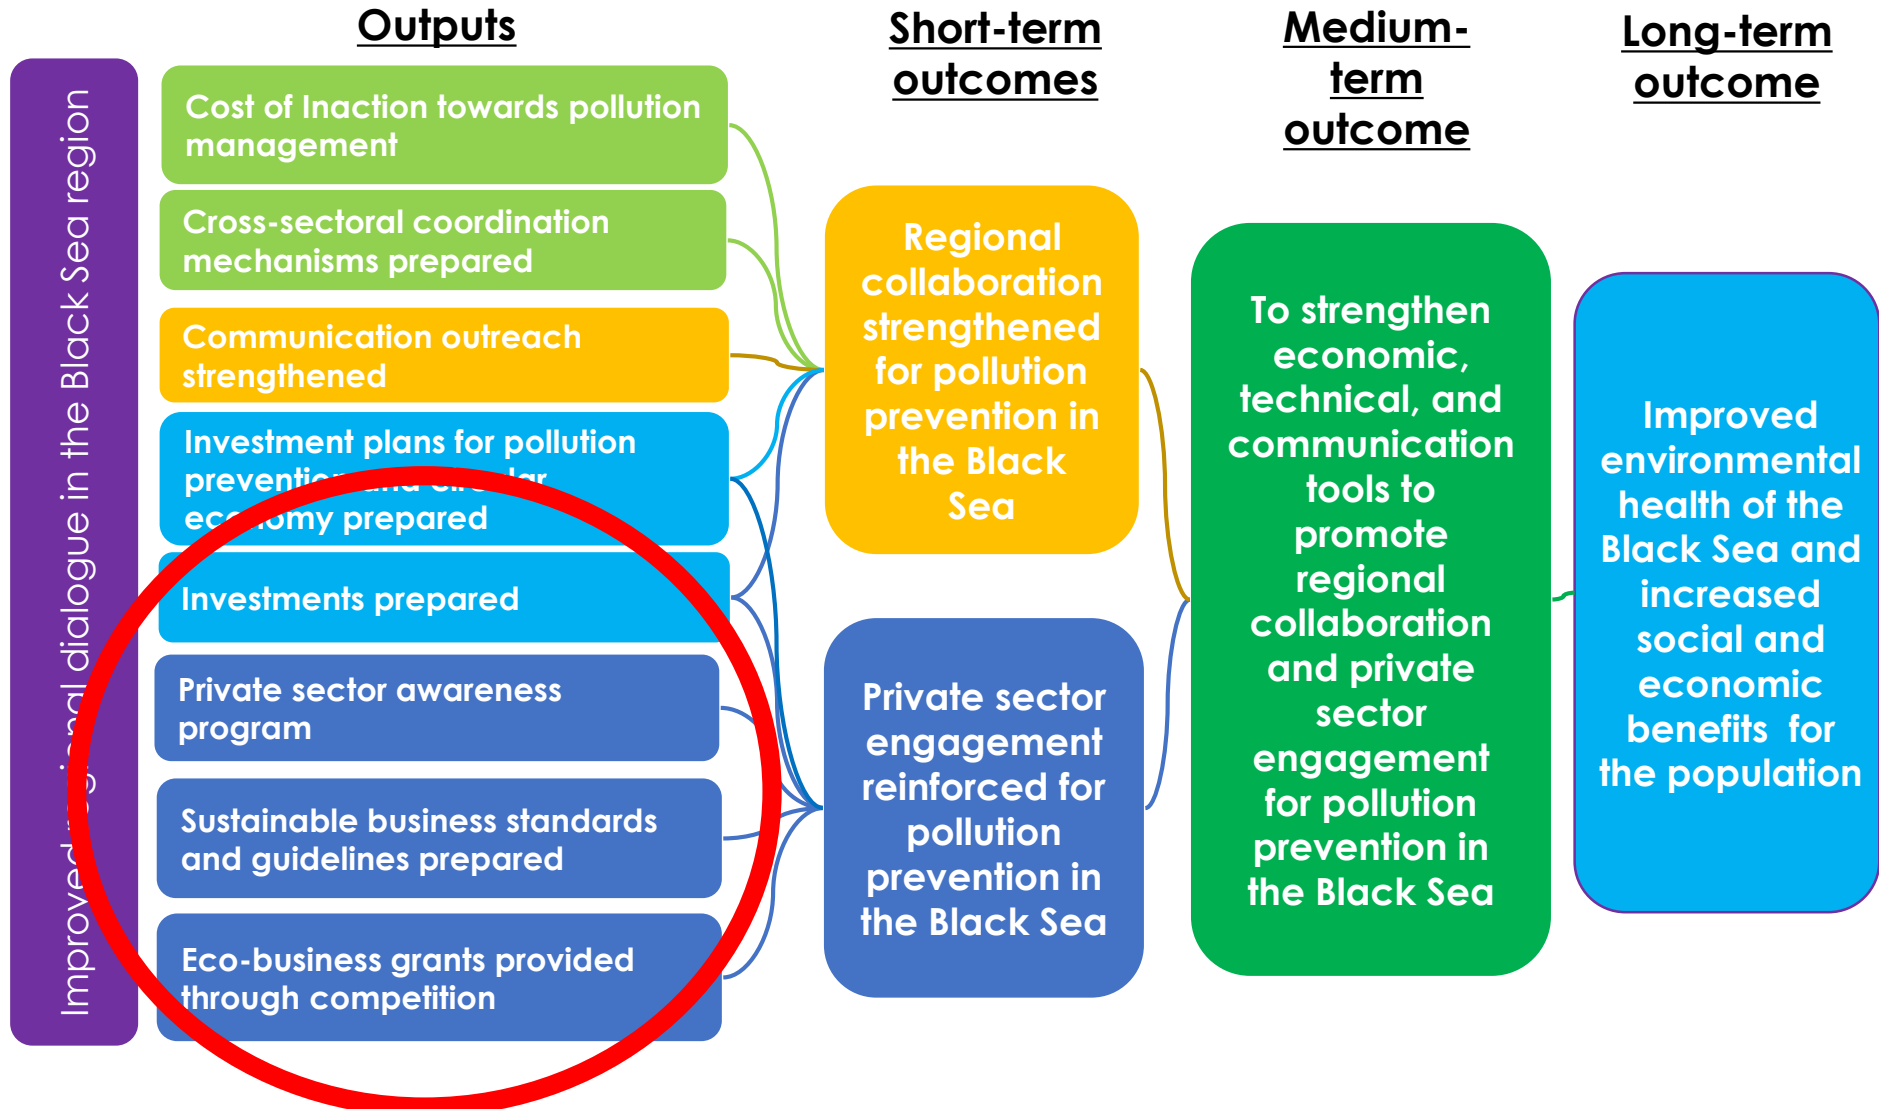 Outputs
Short-term
outcomes
Medium-
term
outcome
Long-term
outcome
Improved regional dialogue in the Black Sea region
Cost of Inaction towards pollution
management
Cross-sectoral coordination
mechanisms prepared
Communication outreach
strengthened
Investment plans for pollution
prevention and circular
economy prepared
Investments prepared
Private sector awareness
program
Sustainable business standards
and guidelines prepared
Eco-business grants provided
through competition
Regional
collaboration
strengthened
for pollution
prevention in
the Black
Sea
Private sector
engagement
reinforced for
pollution
prevention in
the Black Sea
To strengthen
economic,
technical, and
communication
tools to
promote
regional
collaboration
and private
sector
engagement
for pollution
prevention in
the Black Sea
Improved
environmental
health of the
Black Sea and
increased
social and
economic
benefits for
the population